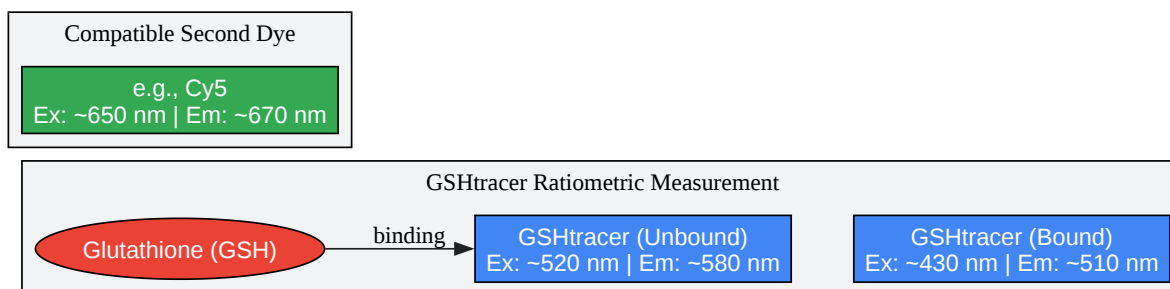 Compatible Second Dye
e.g., Cy5
Ex: ~650 nm | Em: ~670 nm
GSHtracer Ratiometric Measurement
Glutathione (GSH)
binding
GSHtracer (Unbound)
Ex: ~520 nm | Em: ~580 nm
GSHtracer (Bound)
Ex: ~430 nm | Em: ~510 nm